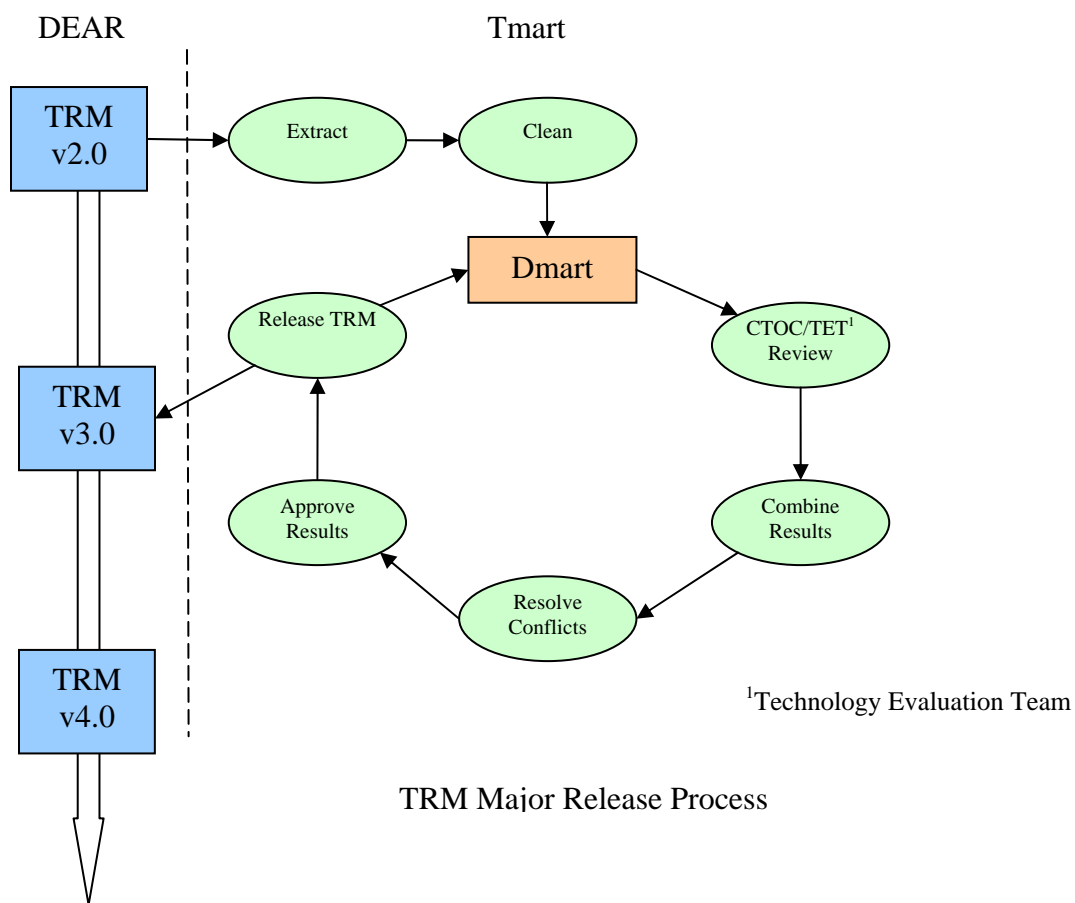 DEAR
Tmart
TRM
v2.0
Extract
Clean
Dmart
Release TRM
CTOC/TET¹
Review
TRM
v3.0
Approve
Results
Combine
Results
Resolve
Conflicts
TRM
v4.0
¹Technology Evaluation Team
TRM Major Release Process